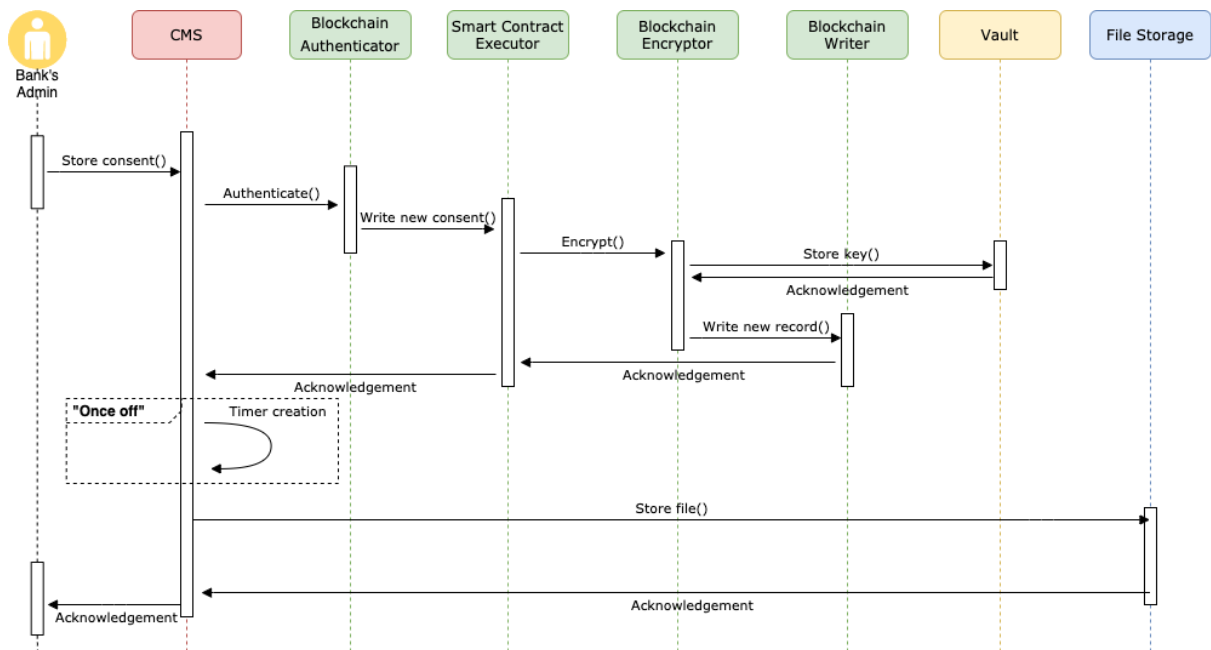 Bank's
Admin
CMS
Blockchain
Authenticator
Smart Contract
Executor
Blockchain
Encryptor
Blockchain
Writer
Vault
File Storage
Store consent()
Authenticate()
Write new consent()
Encrypt()
Store key()
Acknowledgement
Write new record()
Acknowledgement
Acknowledgement
"Once off"
Timer creation
Store file()
Acknowledgement
Acknowledgement